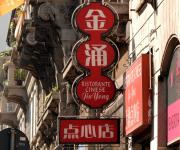 金
涌
RISTORANTE
CINESE
Jin Yong
点心店